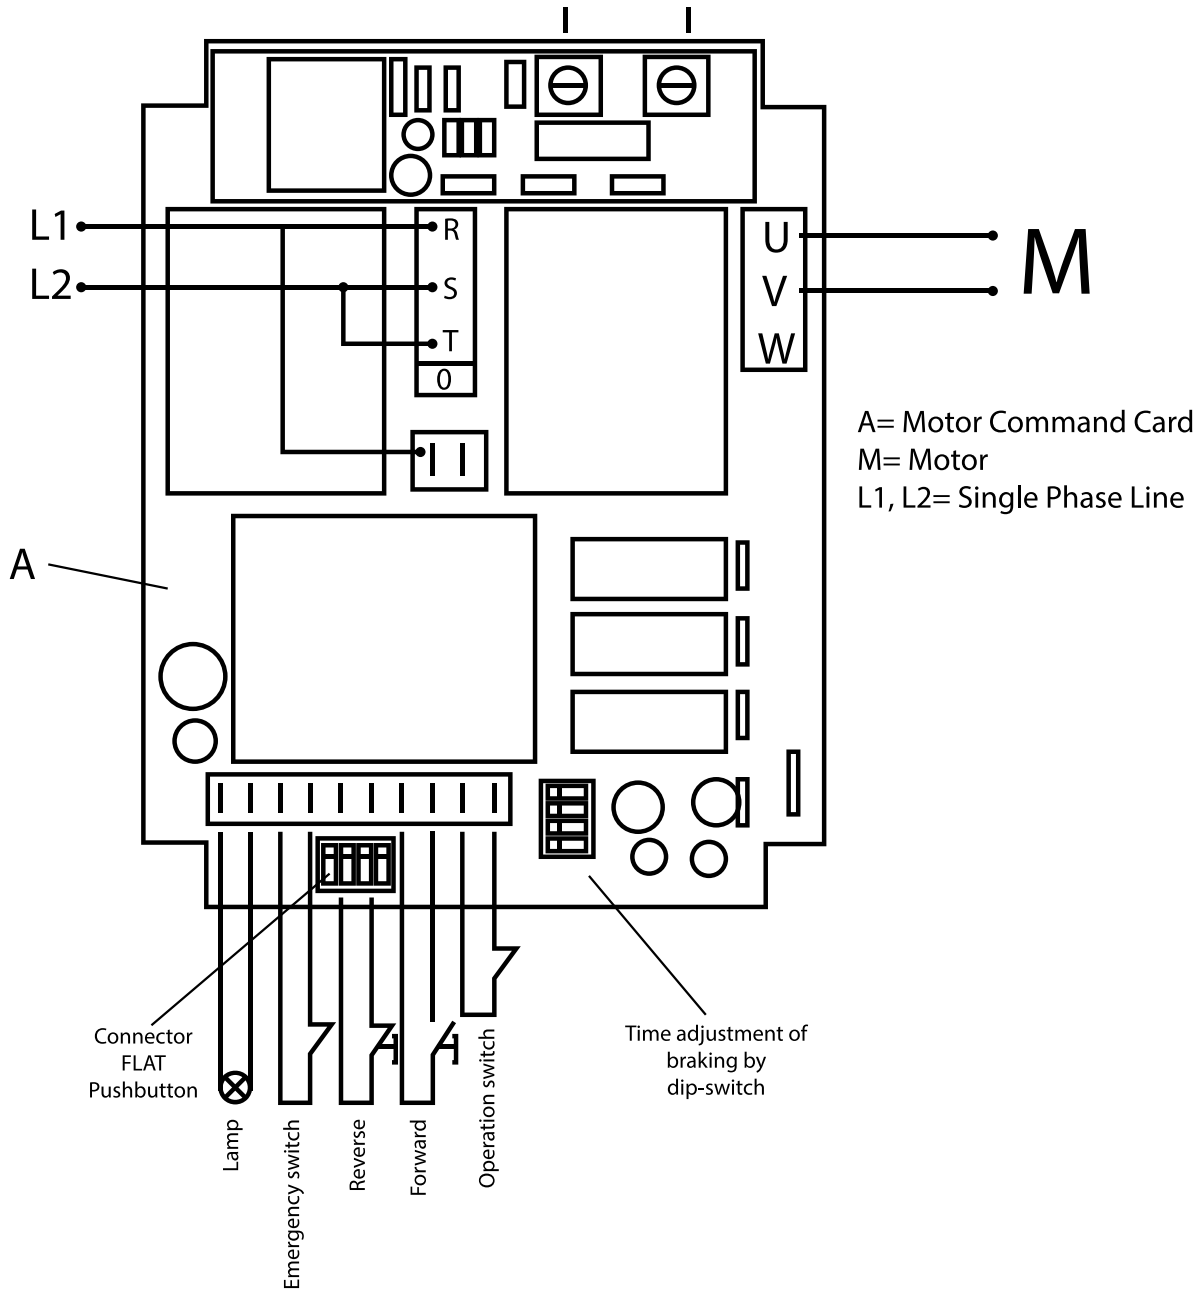 L1
R
U
M
L2
S
V
T
W
0
A= Motor Command Card
M= Motor
L1, L2= Single Phase Line
A
Connector
FLAT
Pushbutton
Time adjustment of
braking by
dip-switch
Lamp
Emergency switch
Reverse
Forward
Operation switch